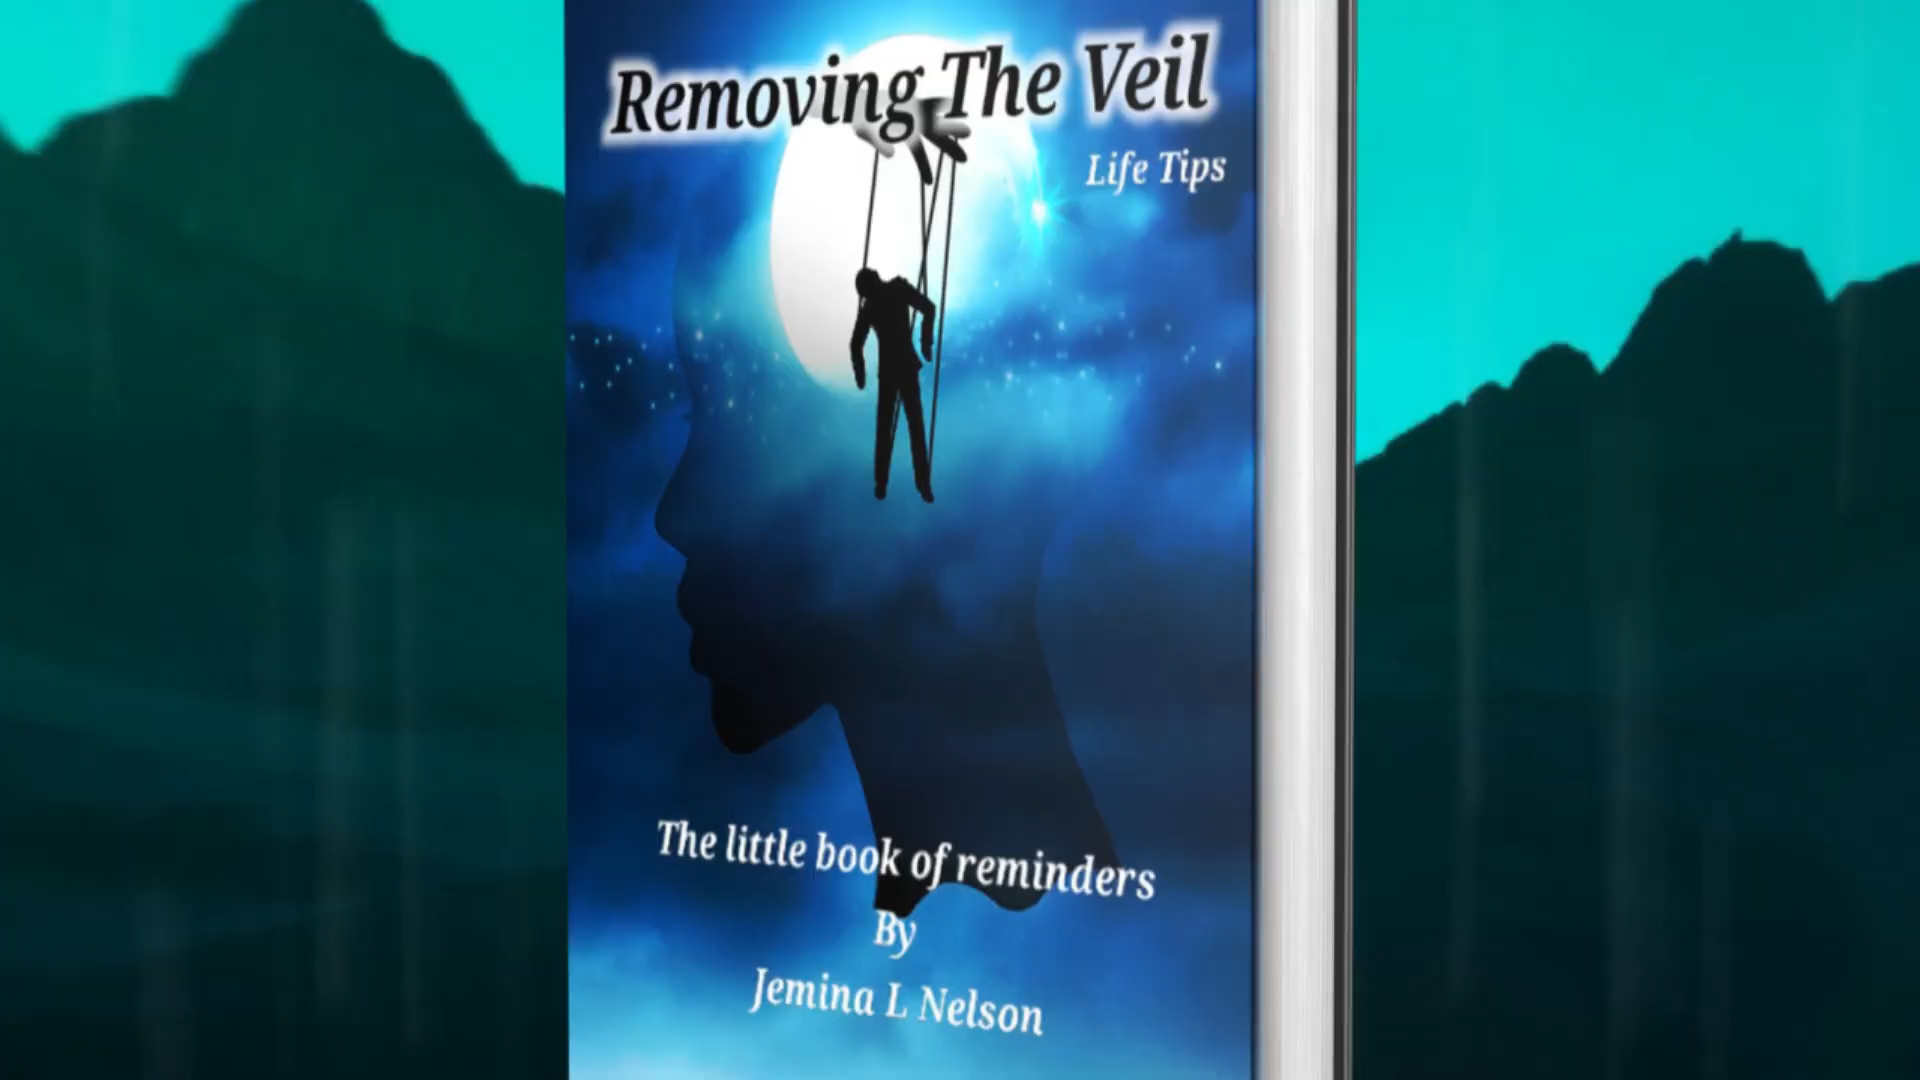 Removing The Veil
Life Tips
The little book of reminders
By
Jemina L Nelson